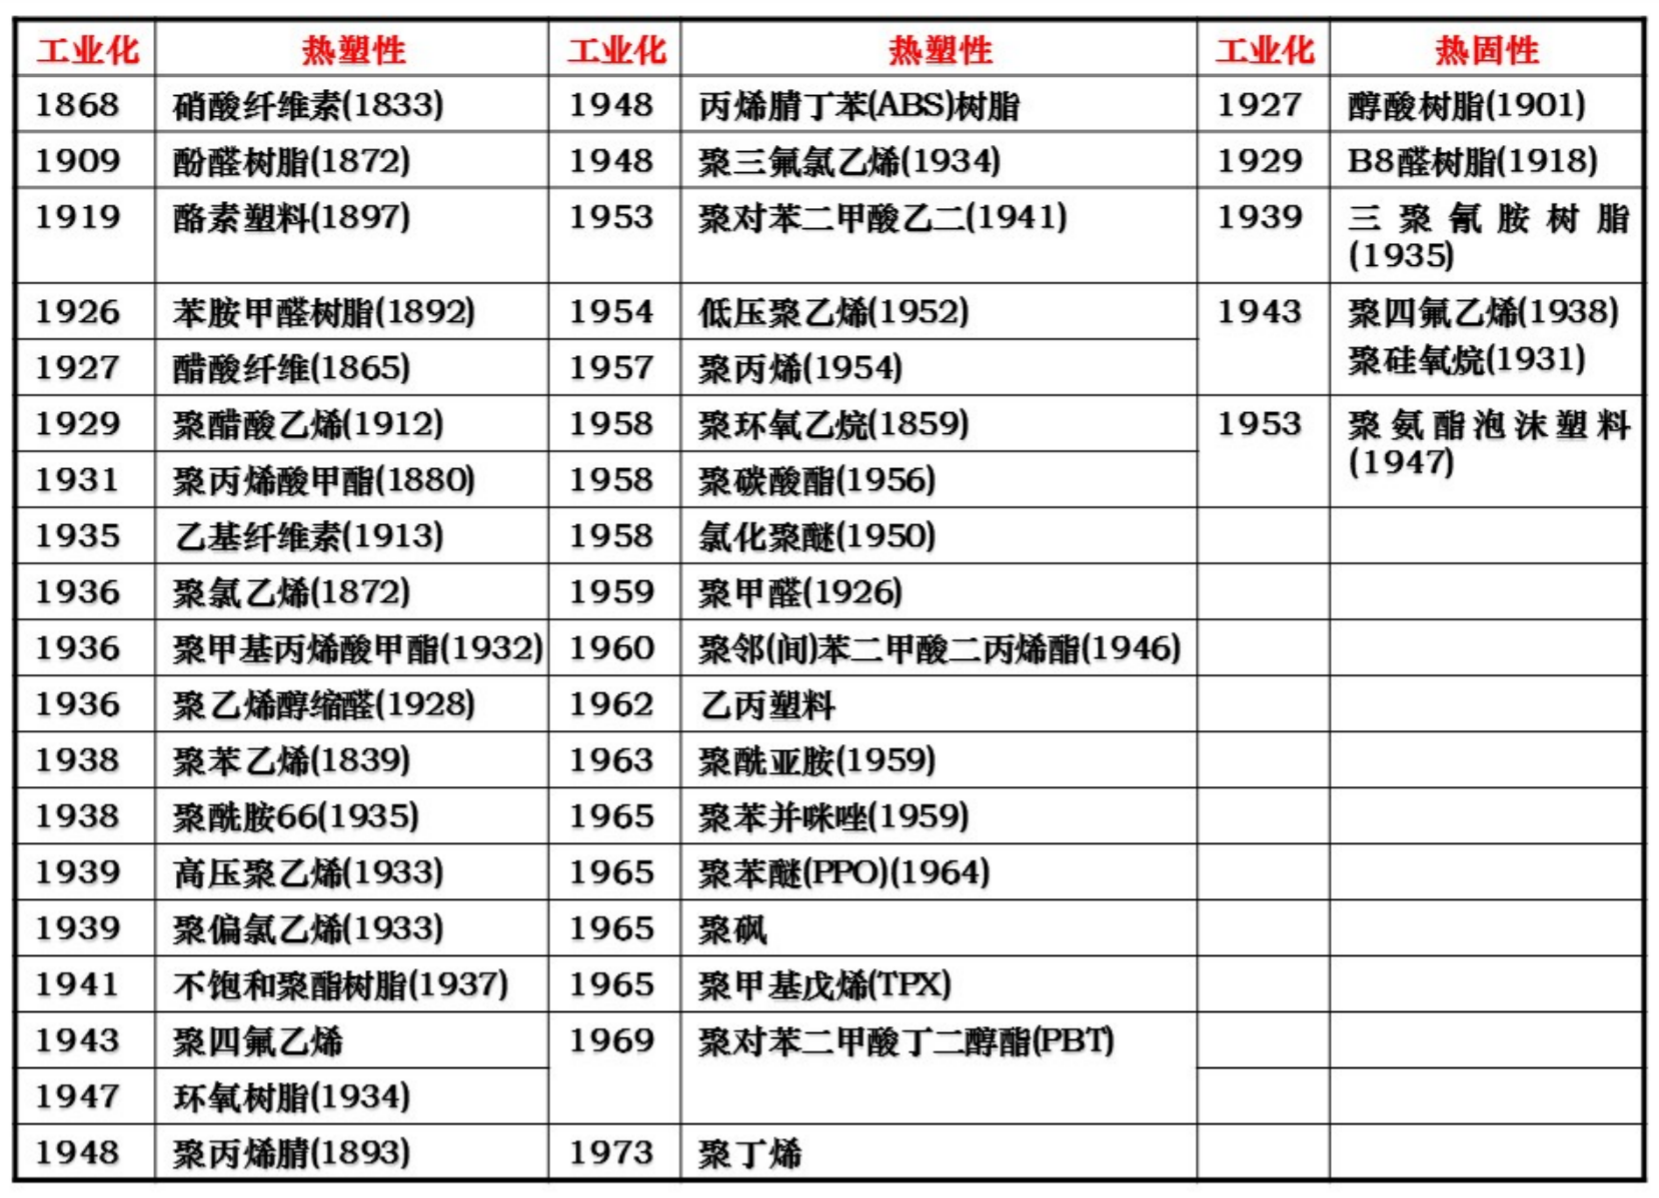 工业化 热塑性 工业化 热塑性 工业化 热固性
1868 硝酸纤维素(1833) 1948 丙烯腈丁苯(ABS)树脂 1927 醇酸树脂(1901)
1909 酚醛树脂(1872) 1948 聚三氟氯乙烯(1934) 1929 B8醛树脂(1918)
1919 酪素塑料(1897) 1953 聚对苯二甲酸乙二(1941) 1939 三聚氰胺树脂
(1935)
1926 苯胺甲醛树脂(1892) 1954 低压聚乙烯(1952) 1943 聚四氟乙烯(1938)
1927 醋酸纤维(1865) 1957 聚丙烯(1954) 聚硅氧烷(1931)
1929 聚醋酸乙烯(1912) 1958 聚环氧乙烷(1859) 1953 聚氨酯泡沫塑料
(1947)
1931 聚丙烯酸甲酯(1880) 1958 聚碳酸酯(1956)
1935 乙基纤维素(1913) 1958 氯化聚醚(1950)
1936 聚氯乙烯(1872) 1959 聚甲醛(1926)
1936 聚甲基丙烯酸甲酯(1932) 1960 聚邻(间)苯二甲酸二丙烯酯(1946)
1936 聚乙烯醇缩醛(1928) 1962 乙丙塑料
1938 聚苯乙烯(1839) 1963 聚酰亚胺(1959)
1938 聚酰胺66(1935) 1965 聚苯并咪唑(1959)
1939 高压聚乙烯(1933) 1965 聚苯醚(PPO)(1964)
1939 聚偏氯乙烯(1933) 1965 聚砜
1941 不饱和聚酯树脂(1937) 1965 聚甲基戊烯(TPX)
1943 聚四氟乙烯 1969 聚对苯二甲酸丁二醇酯(PBT)
1947 环氧树脂(1934)
1948 聚丙烯腈(1893) 1973 聚丁烯